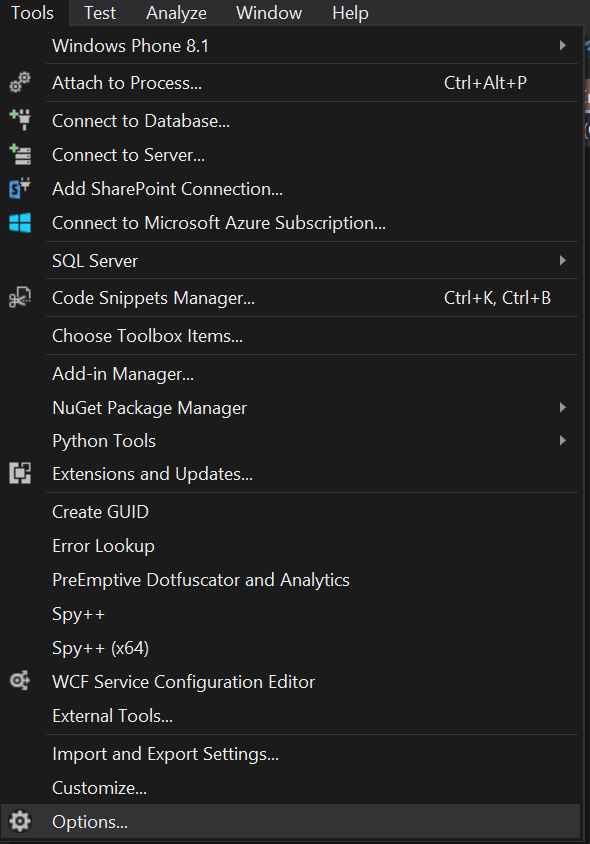 Tools Test Analyze Window Help
Windows Phone 8.1
Attach to Process... Ctrl+Alt+P
Connect to Database...
Connect to Server...
Add SharePoint Connection...
Connect to Microsoft Azure Subscription...
SQL Server
Code Snippets Manager... Ctrl+K, Ctrl+B
Choose Toolbox Items...
Add-in Manager...
NuGet Package Manager
Python Tools
Extensions and Updates...
Create GUID
Error Lookup
PreEmptive Dotfuscator and Analytics
Spy++
Spy++ (x64)
WCF Service Configuration Editor
External Tools...
Import and Export Settings...
Customize...
Options...